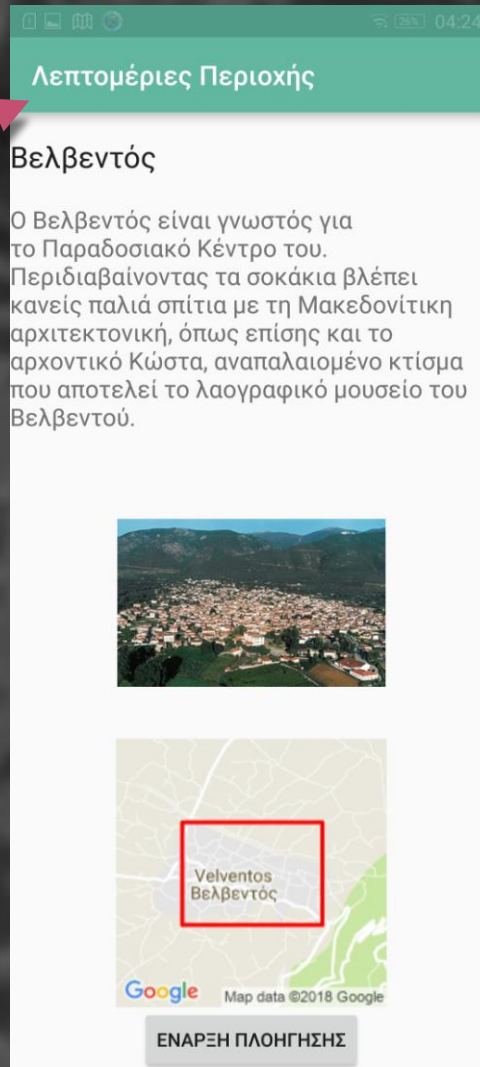 26% 04:24
Λεπτομέριες Περιοχής
Βελβεντός
Ο Βελβεντός είναι γνωστός για
το Παραδοσιακό Κέντρο του.
Περιδιαβαίνοντας τα σοκάκια βλέπει
κανείς παλιά σπίτια με τη Μακεδονίτικη
αρχιτεκτονική, όπως επίσης και το
αρχοντικό Κώστα, αναπαλαιομένο κτίσμα
που αποτελεί το λαογραφικό μουσείο του
Βελβεντού.
Velventos
Βελβεντός
Google Map data ©2018 Google
ΕΝΑΡΞΗ ΠΛΟΗΓΗΣΗΣ